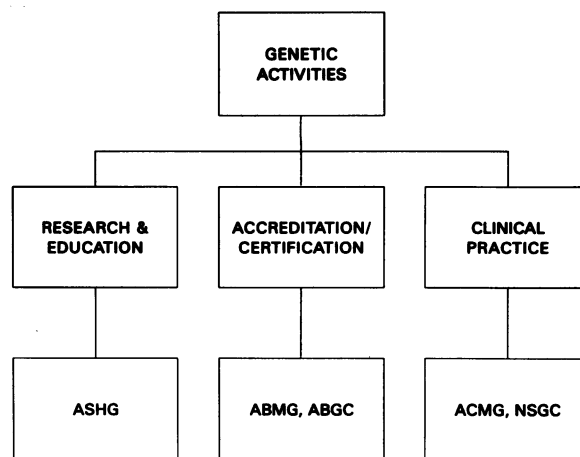 GENETIC
ACTIVITIES
RESEARCH &
EDUCATION
ACCREDITATION/
CERTIFICATION
CLINICAL
PRACTICE
ASHG
ABMG, ABGC
ACMG, NSGC